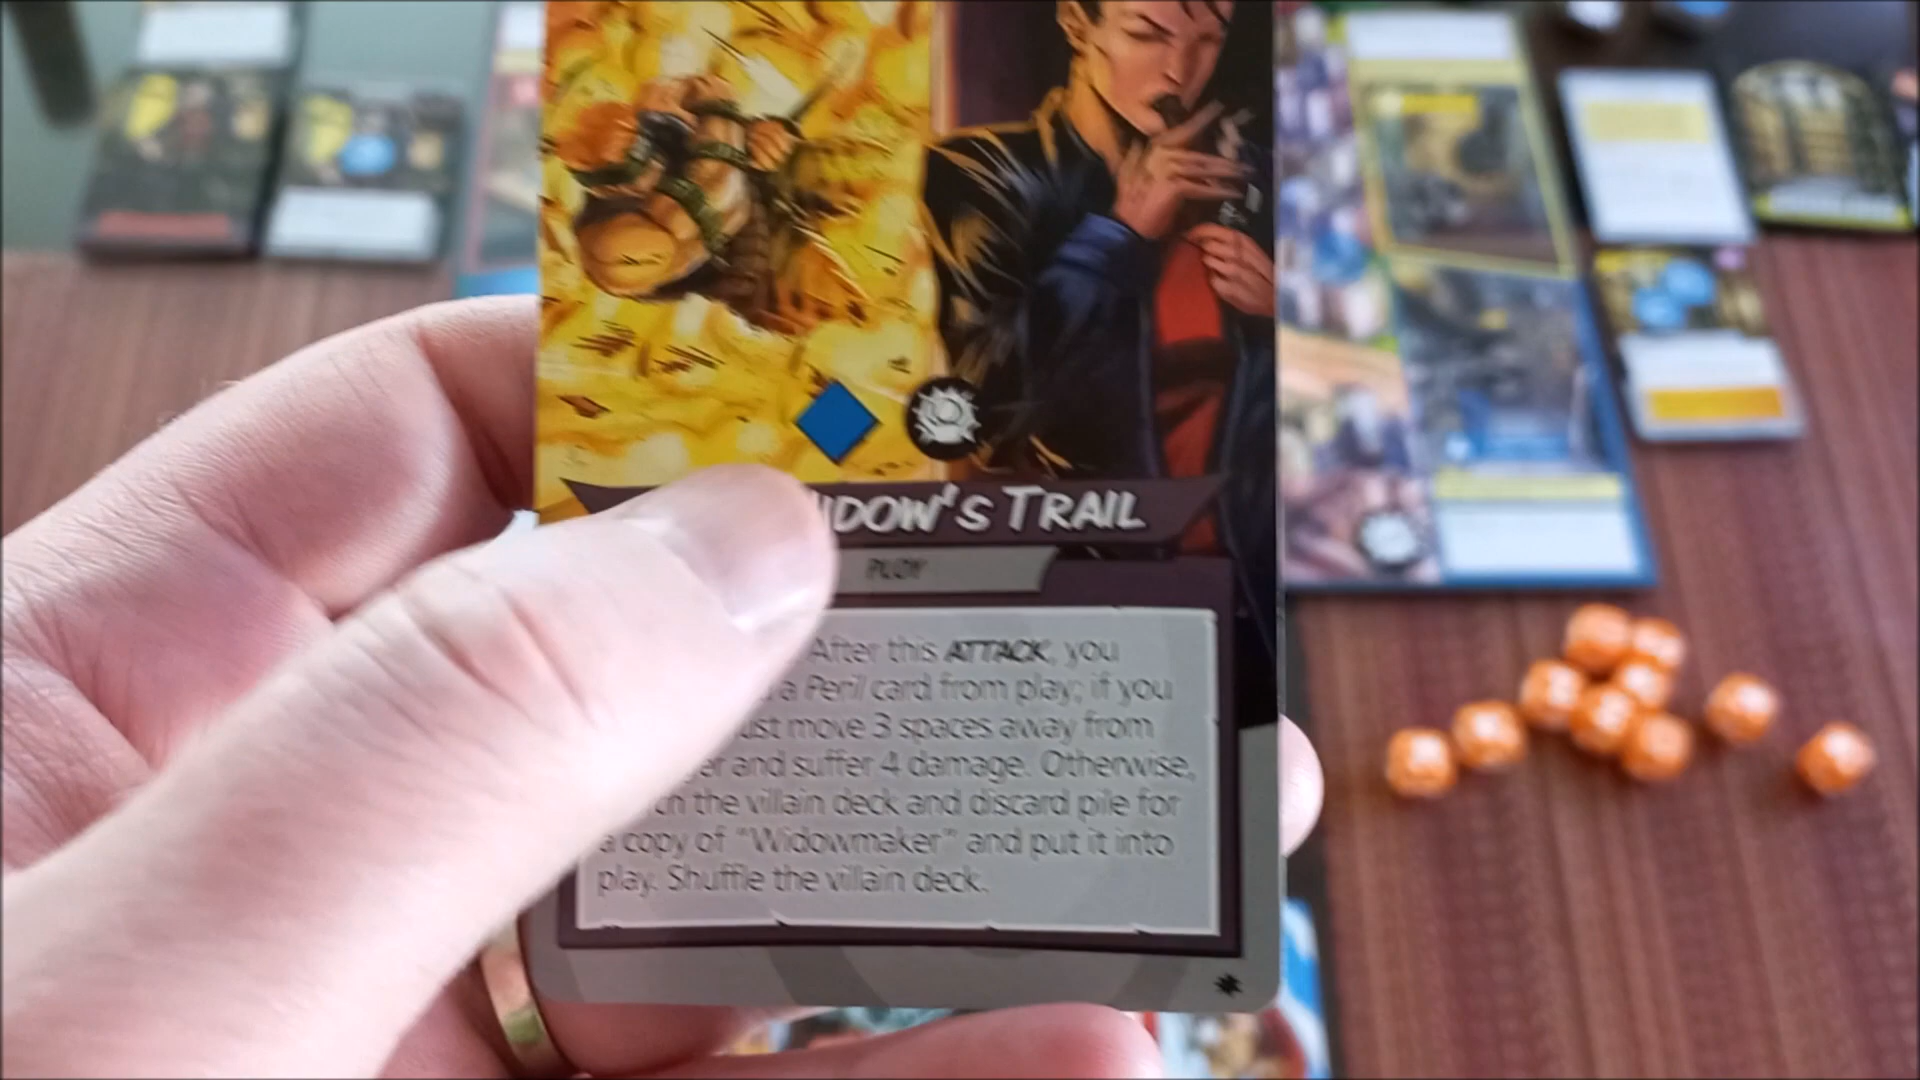 IDOW'S TRAIL
PLOY
After this ATTACK, you
a Peril card from play; if you
ust move 3 spaces away from
er and suffer 4 damage. Otherwise,
ch the villain deck and discard pile for
a copy of "Widowmaker" and put it into
play. Shuffle the villain deck.